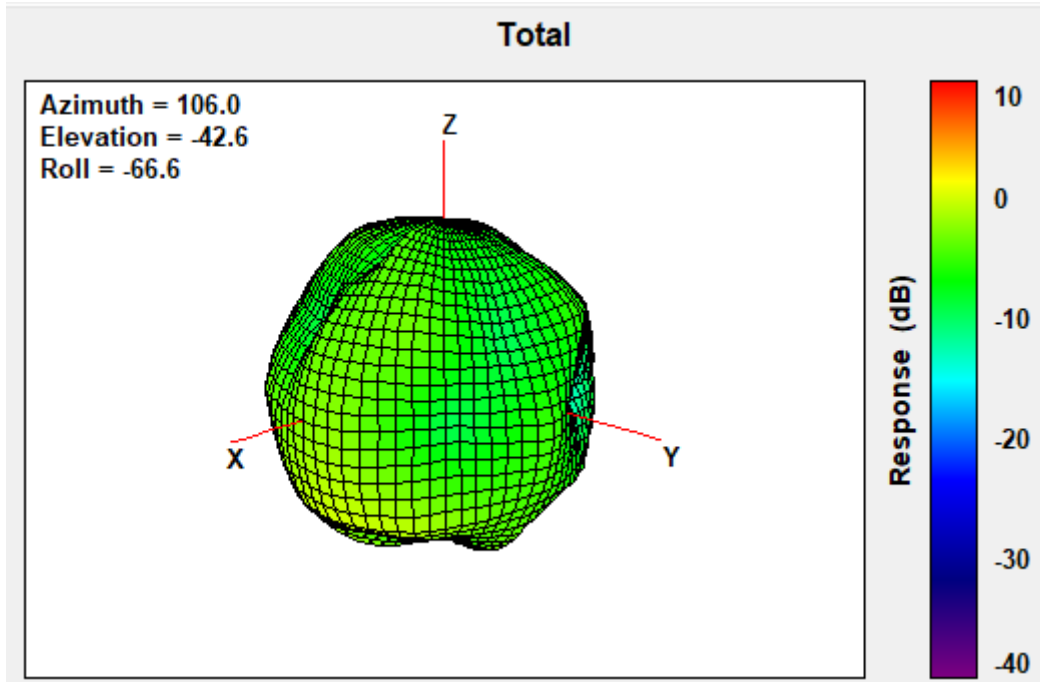 Total
Azimuth = 106.0
Elevation = -42.6
Roll = -66.6
Z
X
Y
Response (dB)
10
0
-10
-20
-30
-40